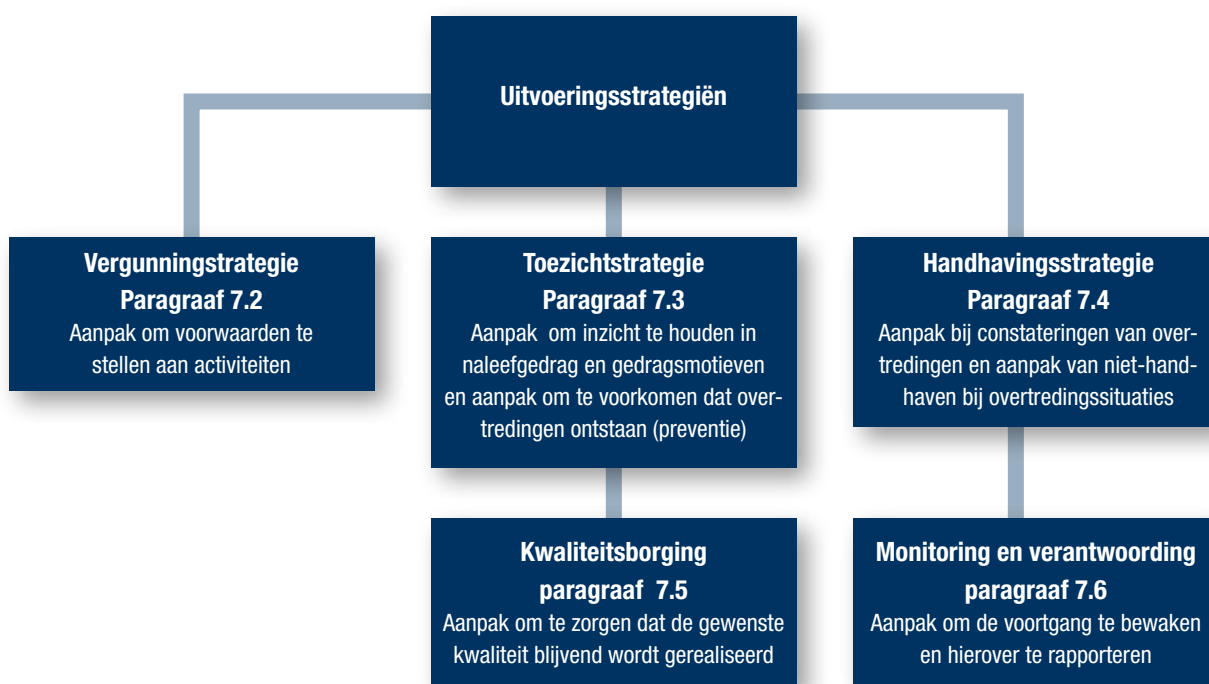 Uitvoeringsstrategiën
Vergunningstrategie
Paragraaf 7.2
Aanpak om voorwaarden te
stellen aan activiteiten
Toezichtstrategie
Paragraaf 7.3
Aanpak om inzicht te houden in
naleefgedrag en gedragsmotieven
en aanpak om te voorkomen dat over-
tredingen ontstaan (preventie)
Handhavingsstrategie
Paragraaf 7.4
Aanpak bij constateringen van over-
tredingen en aanpak van niet-hand-
haven bij overtredingssituaties
Kwaliteitsborging
paragraaf 7.5
Aanpak om te zorgen dat de gewenste
kwaliteit blijvend wordt gerealiseerd
Monitoring en verantwoording
paragraaf 7.6
Aanpak om de voortgang te bewaken
en hierover te rapporteren